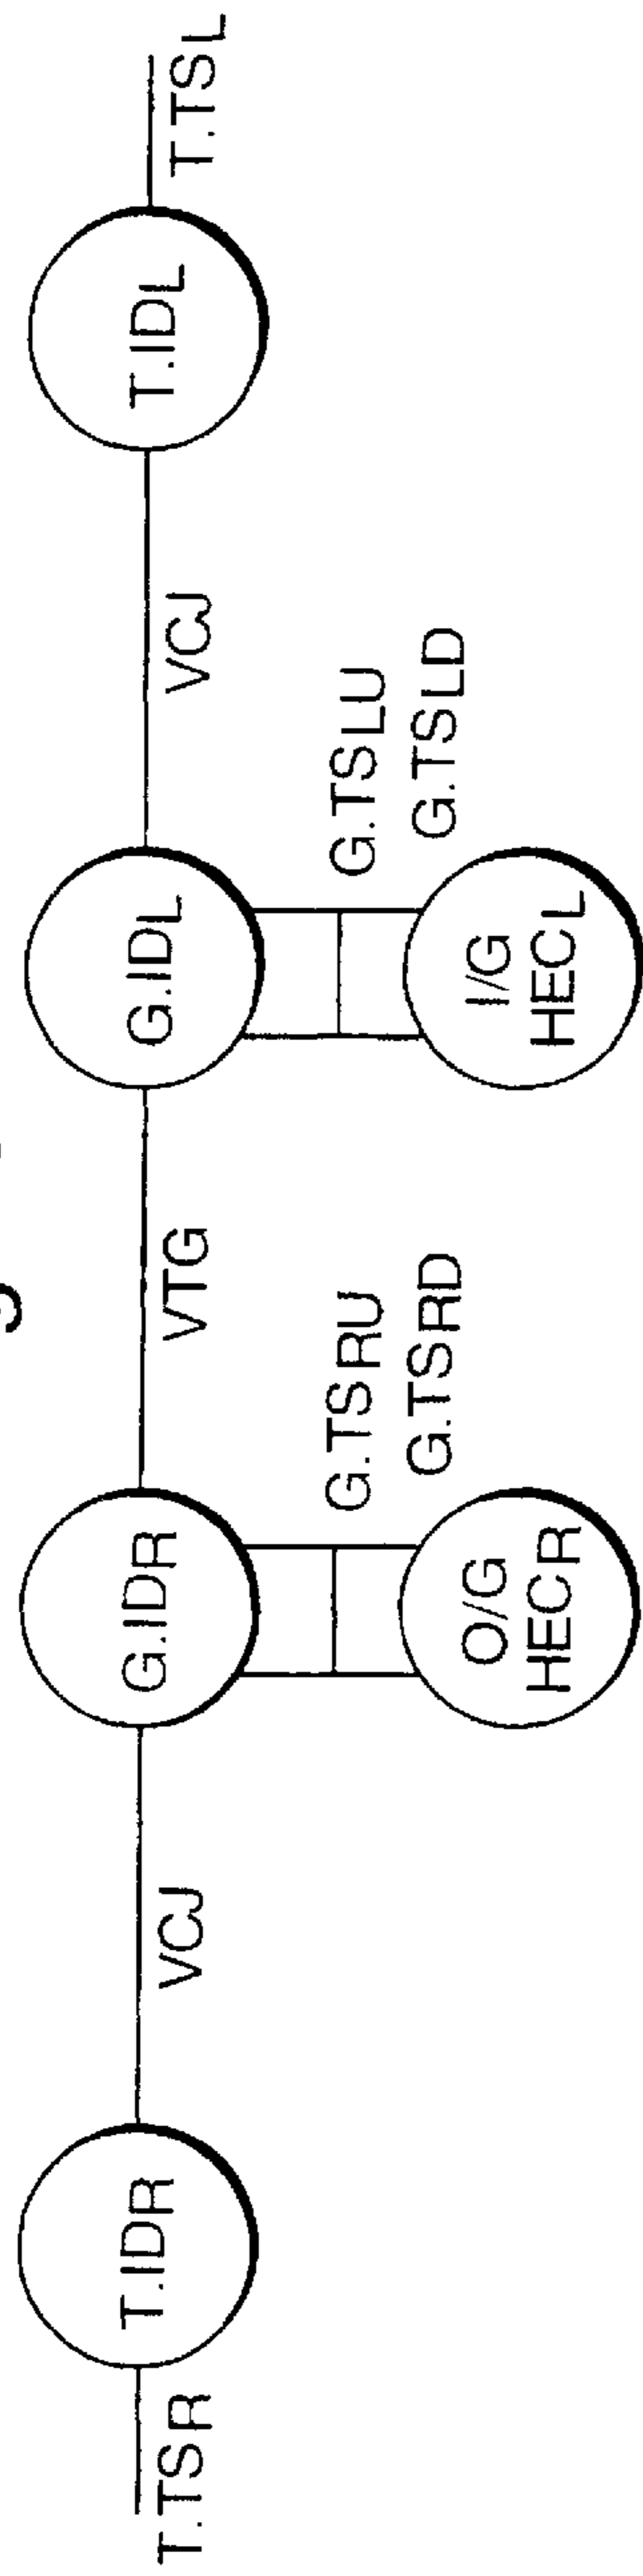 T.TSR
T.IDR
VCJ
G.IDR
VTG
G.IDL
VCJ
T.IDL
T.TSL
G.TSRU
G.TSRD
G.TSLU
G.TSLD
O/G
HECR
I/G
HECL